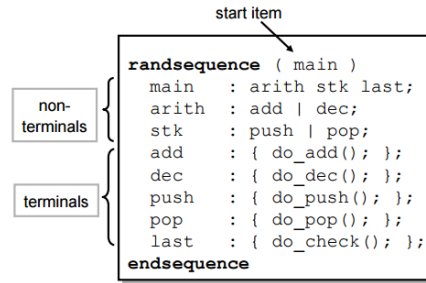 start item
randsequence ( main )
main : arith stk last;
arith : add | dec;
stk : push | pop;
add : { do_add(); };
dec : { do_dec(); };
push : { do_push(); };
pop : { do_pop(); };
last : { do_check(); };
endsequence
non-
terminals
terminals